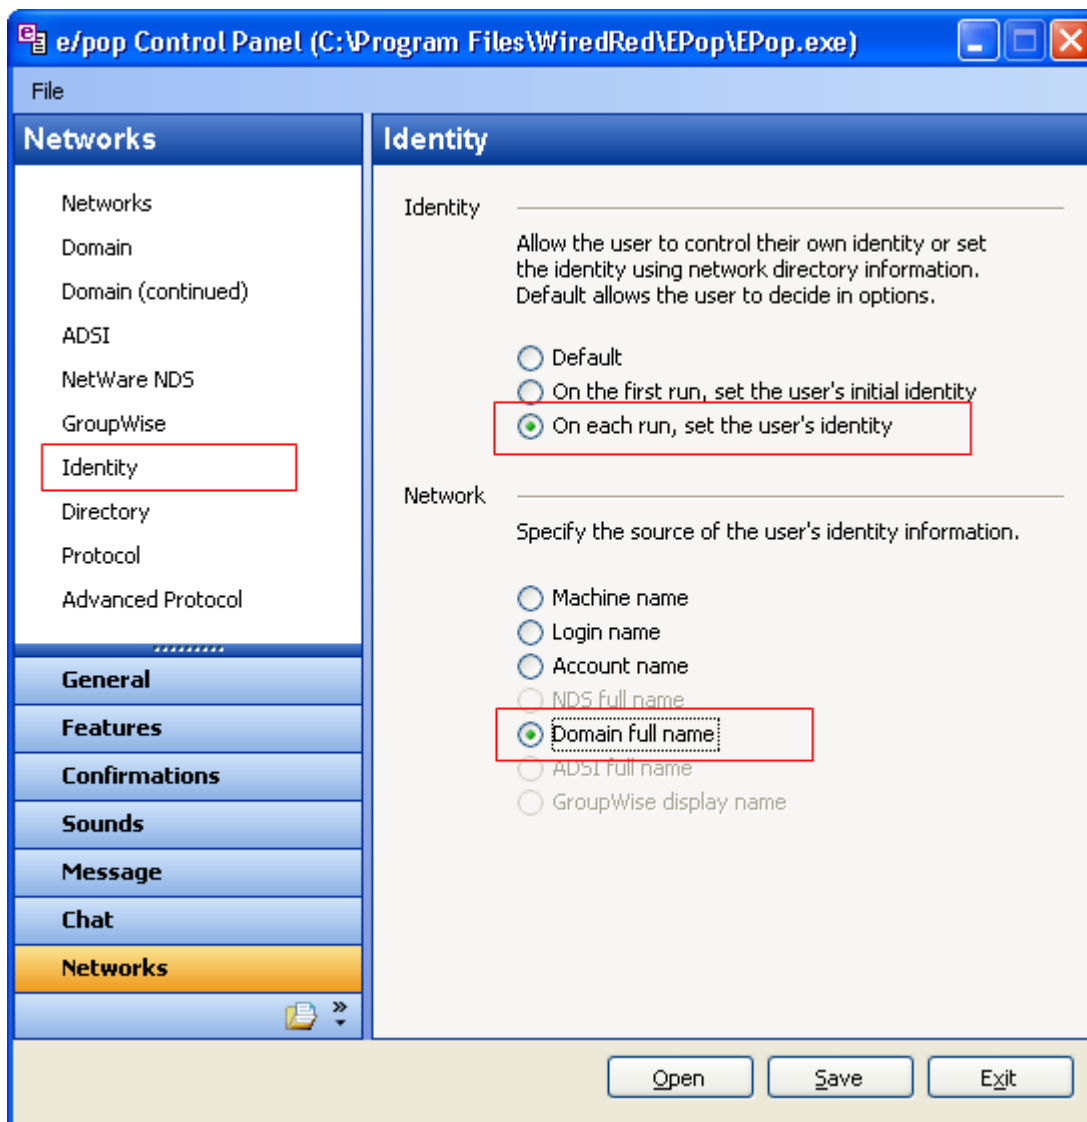 e/pop Control Panel (C:\Program Files\WiredRed\EPop\EPop.exe)
File
Networks
Networks
Domain
Domain (continued)
ADSI
NetWare NDS
GroupWise
Identity
Directory
Protocol
Advanced Protocol
General
Features
Confirmations
Sounds
Message
Chat
Networks
Identity
Identity
Allow the user to control their own identity or set
the identity using network directory information.
Default allows the user to decide in options.
Default
On the first run, set the user's initial identity
On each run, set the user's identity
Network
Specify the source of the user's identity information.
Machine name
Login name
Account name
NDS full name
Domain full name
ADSI full name
GroupWise display name
Open
Save
Exit